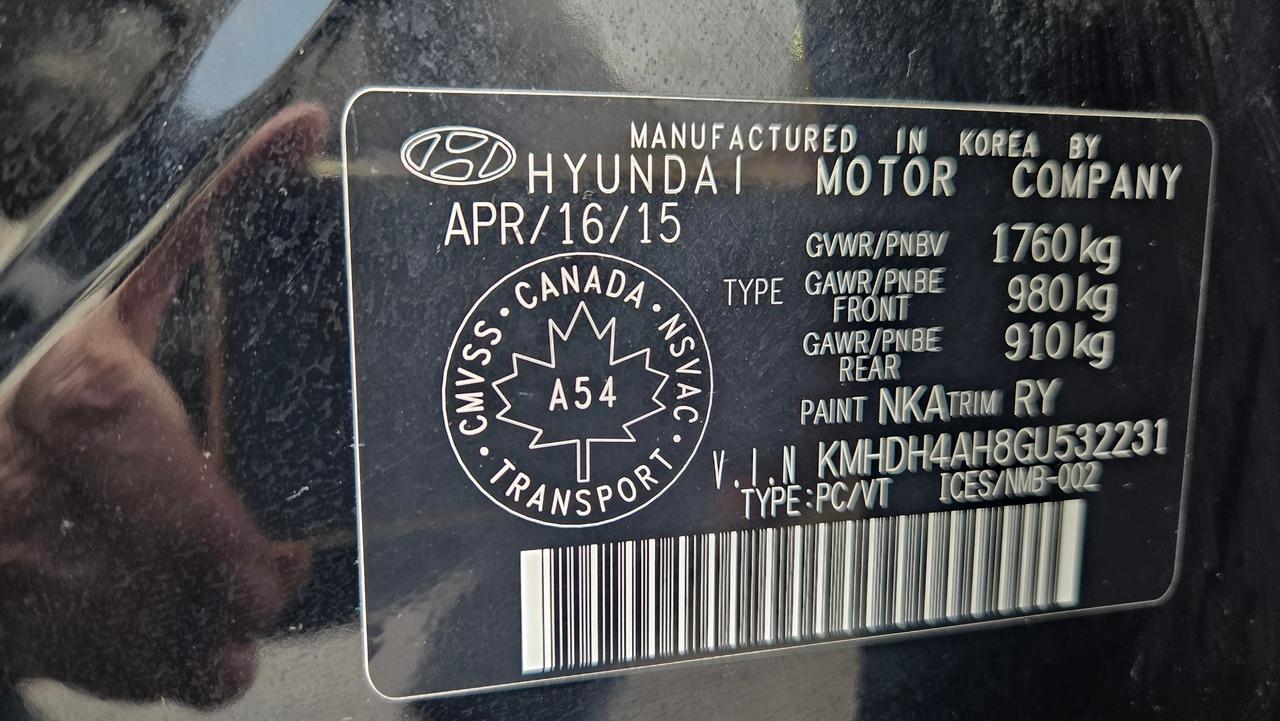 MANUFACTURED IN KOREA BY
HYUNDAI MOTOR COMPANY
APR/16/15
GVWR/PNBV 1760kg
TYPE GAWR/PNBE FRONT 980kg
GAWR/PNBE REAR 910kg
PAINT NKA TRIM RY
V.I.N KMHDH4AH8GU532231
TYPE:PC/VT ICES/NMB-002
CMVSS · CANADA · NSVAC · TRANSPORT ·
A54